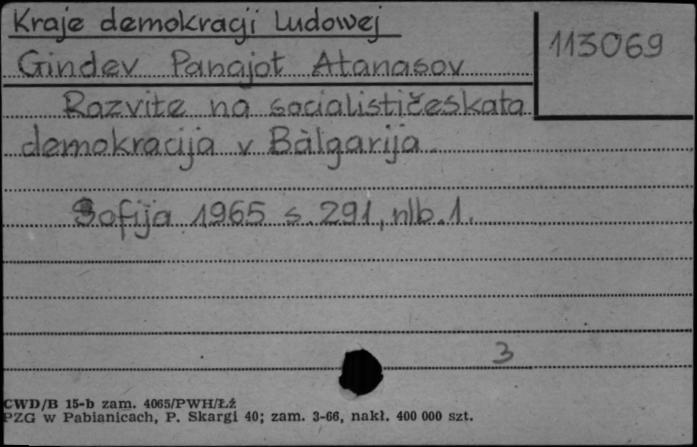 Kraje demokracji Ludowej
113069
Gindev Panajot Atanasov
Razvite na socialističeskata
demokracija v Bàlgarija.
Sofija 1965 s. 291, nlb. 1.
3
CWD/B 15-b zam. 4065/PWH/Łź
PZG w Pabianicach, P. Skargi 40; zam. 3-66, nakł. 400 000 szt.